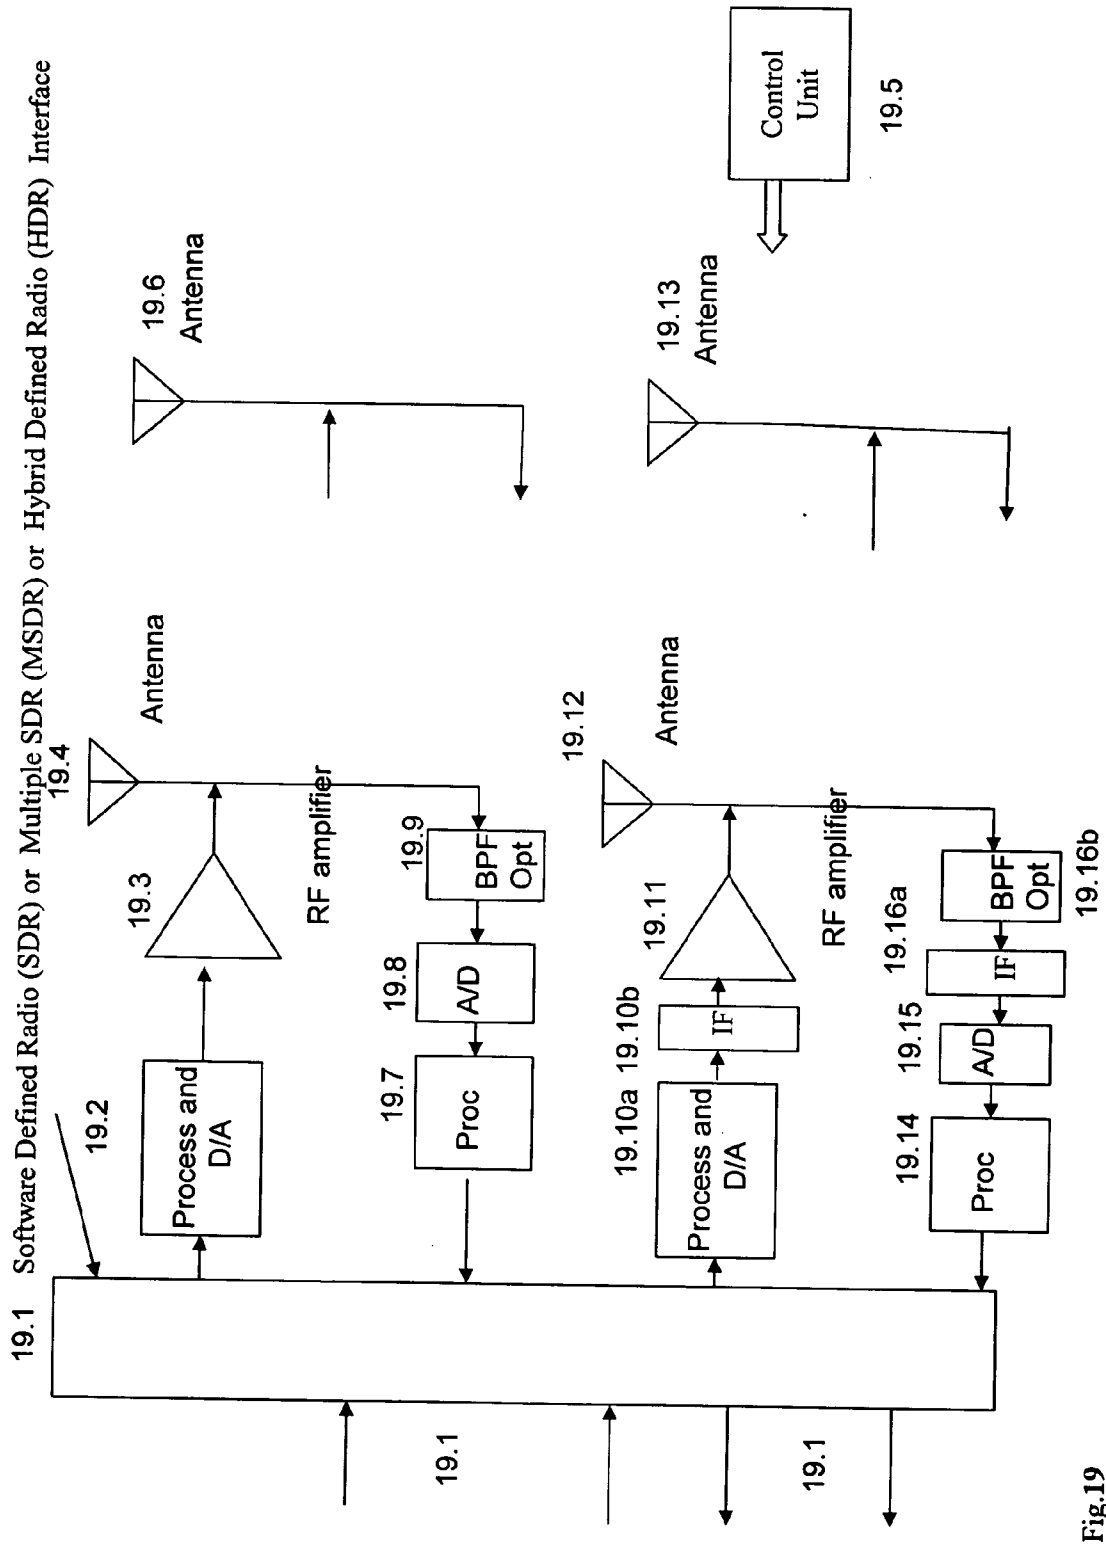 19.1 Software Defined Radio (SDR) or Multiple SDR (MSDR) or Hybrid Defined Radio (HDR) Interface
19.2
Process and
D/A
19.3
RF amplifier
19.4
Antenna
19.6
Antenna
19.7
Proc
19.8
A/D
19.9
BPF
Opt
19.1
19.10a
Process and
D/A
19.10b
IF
19.11
RF amplifier
19.12
Antenna
19.13
Antenna
19.1
19.14
Proc
19.15
A/D
19.16a
IF
BPF
Opt
19.16b
Control
Unit
19.5
Fig.19